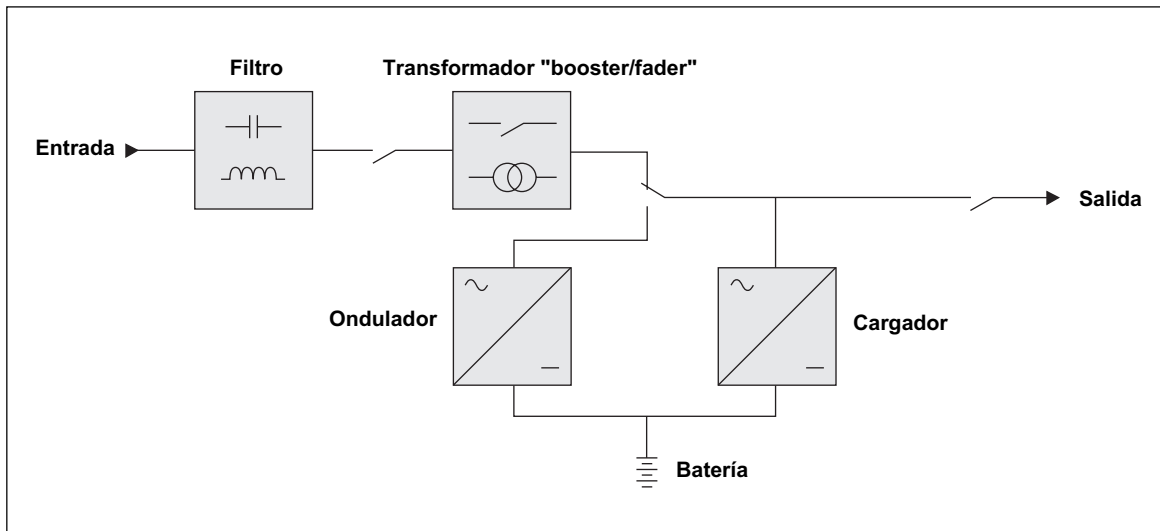 Filtro
Transformador "booster/fader"
Entrada
Salida
Ondulador
Cargador
Batería